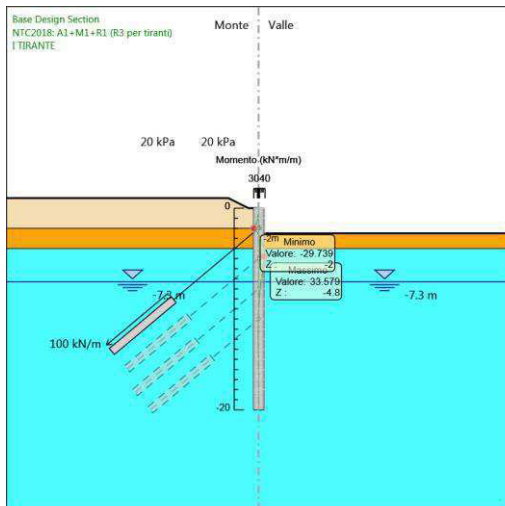 Base Design Section
NTC2018: A1+M1+R1 (R3 per tiranti)
I TIRANTE
Monte
Valle
20 kPa
20 kPa
Momento (kN*m/m)
3040
0
-2m
Minimo
Valore: -29.739
Z : -2
Massimo
Valore: 33.579
Z : -4.8
-7.3 m
-7.3 m
100 kN/m
-20